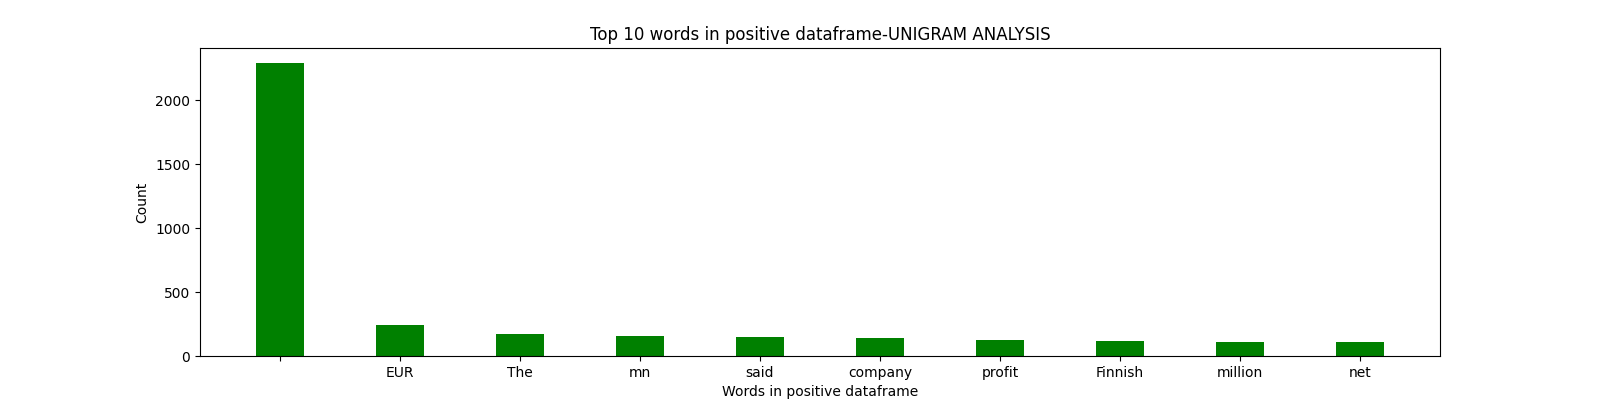 Top 10 words in positive dataframe-UNIGRAM ANALYSIS
Count
2000
1500
1000
500
0
EUR The mn said company profit Finnish million net
Words in positive dataframe